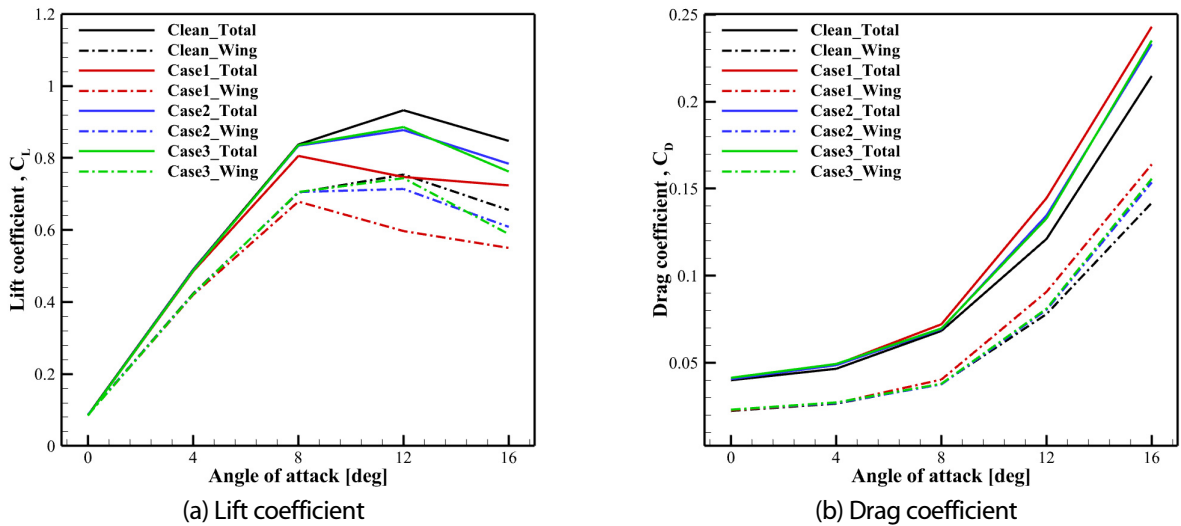 1.2
1
0.8
0.6
0.4
0.2
0
Lift coefficient , C_L
Clean_Total
Clean_Wing
Case1_Total
Case1_Wing
Case2_Total
Case2_Wing
Case3_Total
Case3_Wing
0 4 8 12 16
Angle of attack [deg]
(a) Lift coefficient
0.25
0.2
0.15
0.1
0.05
Drag coefficient , C_D
Clean_Total
Clean_Wing
Case1_Total
Case1_Wing
Case2_Total
Case2_Wing
Case3_Total
Case3_Wing
0 4 8 12 16
Angle of attack [deg]
(b) Drag coefficient